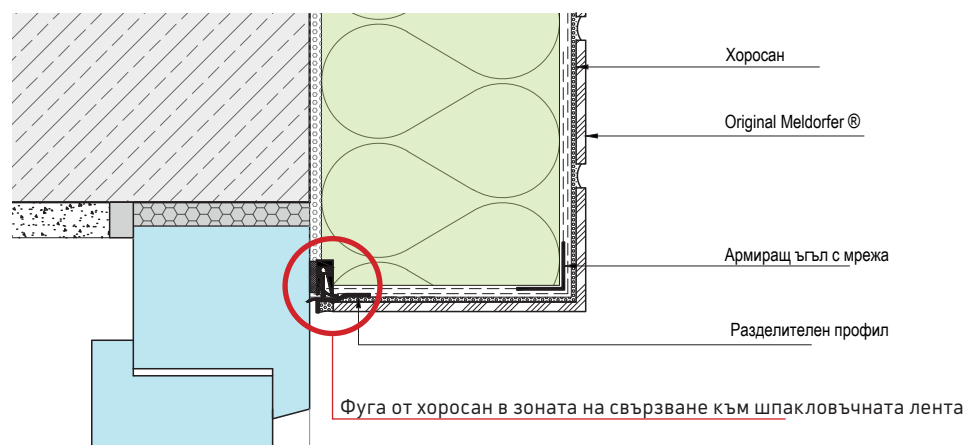 Хоросан
Original Meldorfer ®
Армиращ ъгъл с мрежа
Разделителен профил
Фуга от хоросан в зоната на свързване към шпакловъчната лента